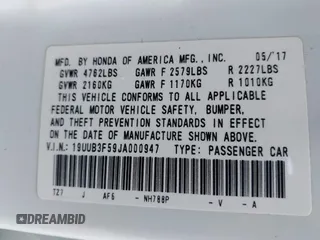 MFD. BY HONDA OF AMERICA MFG., INC. 05/17
GVWR 4762LBS GAWR F 2579LBS R 2227LBS
GVWR 2160KG GAWR F 1170KG R 1010KG
THIS VEHICLE CONFORMS TO ALL APPLICABLE
FEDERAL MOTOR VEHICLE SAFETY, BUMPER,
AND THEFT PREVENTION STANDARDS IN EFFECT
ON THE DATE OF MANUFACTURE SHOWN ABOVE.
V.I.N.: 19UUB3F59JA000947 TYPE: PASSENGER CAR
TZ7 J AF6 - NH788P - V - A
DREAMBID